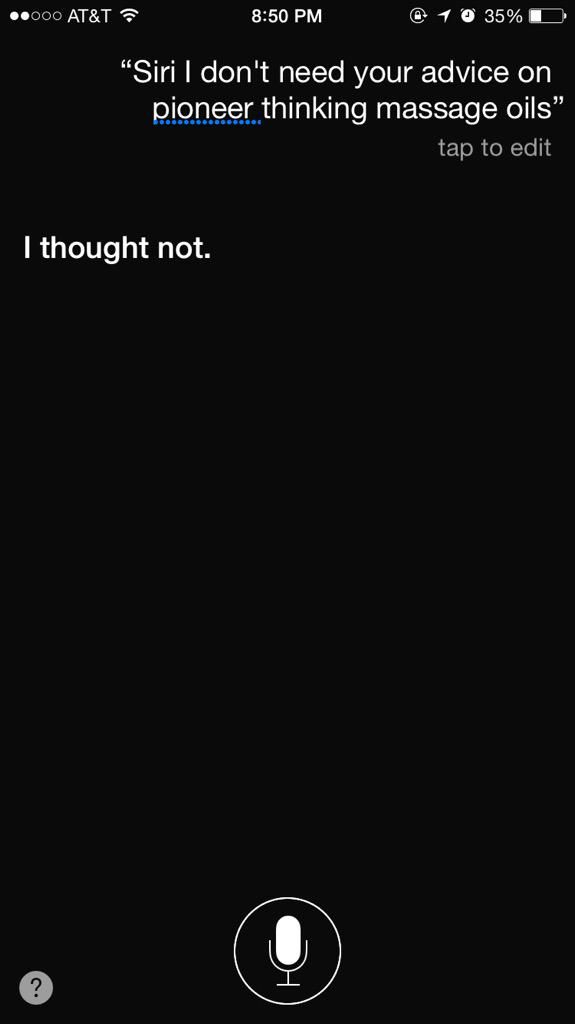 AT&T 8:50 PM 35%
“Siri I don't need your advice on
pioneer thinking massage oils”
tap to edit
I thought not.
?